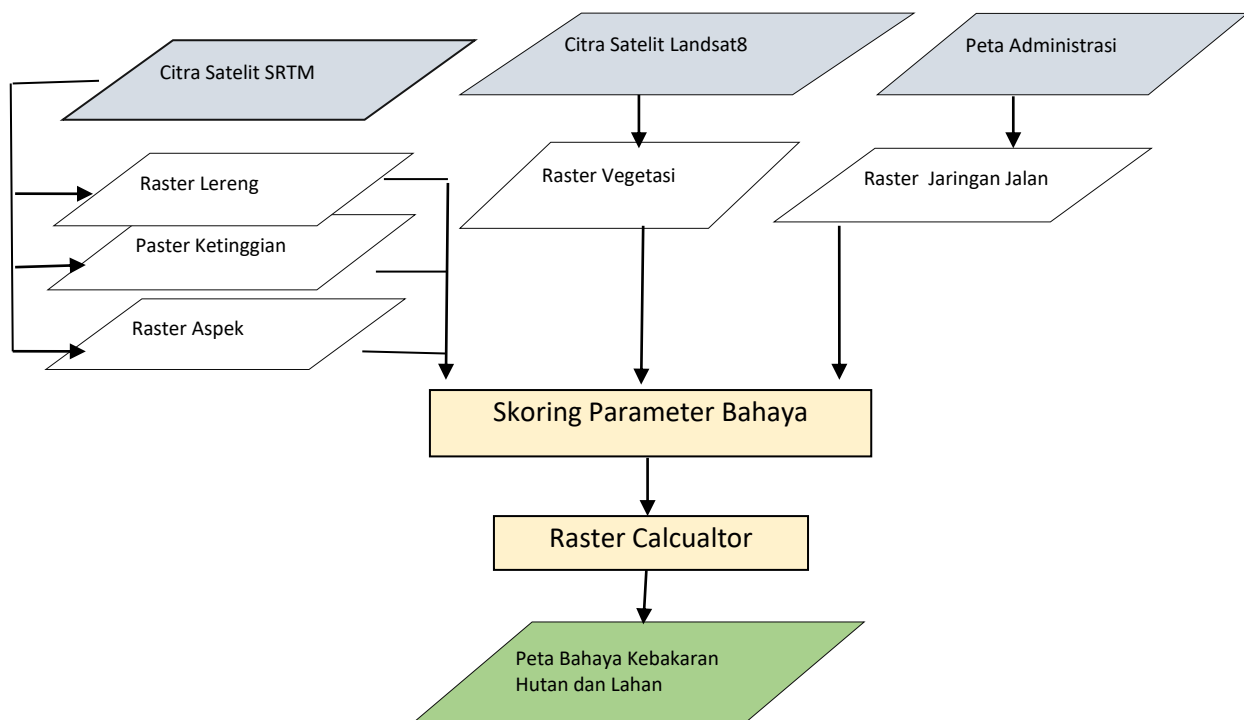 Citra Satelit SRTM
Citra Satelit Landsat8
Peta Administrasi
Raster Lereng
Paster Ketinggian
Raster Aspek
Raster Vegetasi
Raster  Jaringan Jalan
Skoring Parameter Bahaya
Raster Calcualtor
Peta Bahaya Kebakaran
Hutan dan Lahan